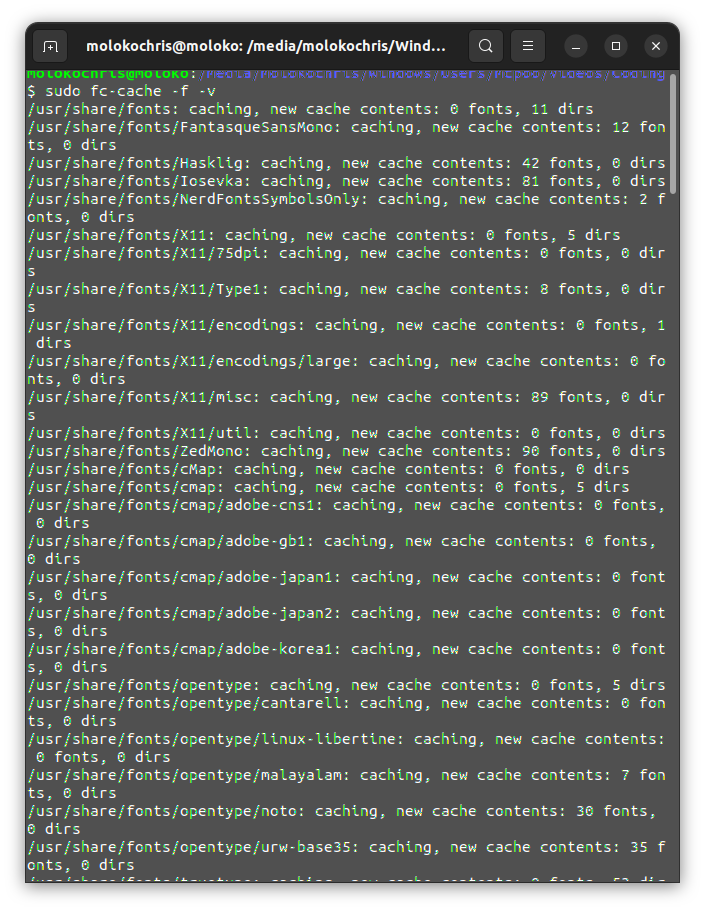 molokochris@moloko: /media/molokochris/Wind…
molokochris@moloko:/media/molokochris/Windows/Users/Mcpoo/Videos/Coding
$ sudo fc-cache -f -v
/usr/share/fonts: caching, new cache contents: 0 fonts, 11 dirs
/usr/share/fonts/FantasqueSansMono: caching, new cache contents: 12 fon
ts, 0 dirs
/usr/share/fonts/Hasklig: caching, new cache contents: 42 fonts, 0 dirs
/usr/share/fonts/Iosevka: caching, new cache contents: 81 fonts, 0 dirs
/usr/share/fonts/NerdFontsSymbolsOnly: caching, new cache contents: 2 f
onts, 0 dirs
/usr/share/fonts/X11: caching, new cache contents: 0 fonts, 5 dirs
/usr/share/fonts/X11/75dpi: caching, new cache contents: 0 fonts, 0 dir
s
/usr/share/fonts/X11/Type1: caching, new cache contents: 8 fonts, 0 dir
s
/usr/share/fonts/X11/encodings: caching, new cache contents: 0 fonts, 1
 dirs
/usr/share/fonts/X11/encodings/large: caching, new cache contents: 0 fo
nts, 0 dirs
/usr/share/fonts/X11/misc: caching, new cache contents: 89 fonts, 0 dir
s
/usr/share/fonts/X11/util: caching, new cache contents: 0 fonts, 0 dirs
/usr/share/fonts/ZedMono: caching, new cache contents: 90 fonts, 0 dirs
/usr/share/fonts/cMap: caching, new cache contents: 0 fonts, 0 dirs
/usr/share/fonts/cmap: caching, new cache contents: 0 fonts, 5 dirs
/usr/share/fonts/cmap/adobe-cns1: caching, new cache contents: 0 fonts,
 0 dirs
/usr/share/fonts/cmap/adobe-gb1: caching, new cache contents: 0 fonts, 
0 dirs
/usr/share/fonts/cmap/adobe-japan1: caching, new cache contents: 0 font
s, 0 dirs
/usr/share/fonts/cmap/adobe-japan2: caching, new cache contents: 0 font
s, 0 dirs
/usr/share/fonts/cmap/adobe-korea1: caching, new cache contents: 0 font
s, 0 dirs
/usr/share/fonts/opentype: caching, new cache contents: 0 fonts, 5 dirs
/usr/share/fonts/opentype/cantarell: caching, new cache contents: 0 fon
ts, 0 dirs
/usr/share/fonts/opentype/linux-libertine: caching, new cache contents:
 0 fonts, 0 dirs
/usr/share/fonts/opentype/malayalam: caching, new cache contents: 7 fon
ts, 0 dirs
/usr/share/fonts/opentype/noto: caching, new cache contents: 30 fonts, 
0 dirs
/usr/share/fonts/opentype/urw-base35: caching, new cache contents: 35 f
onts, 0 dirs